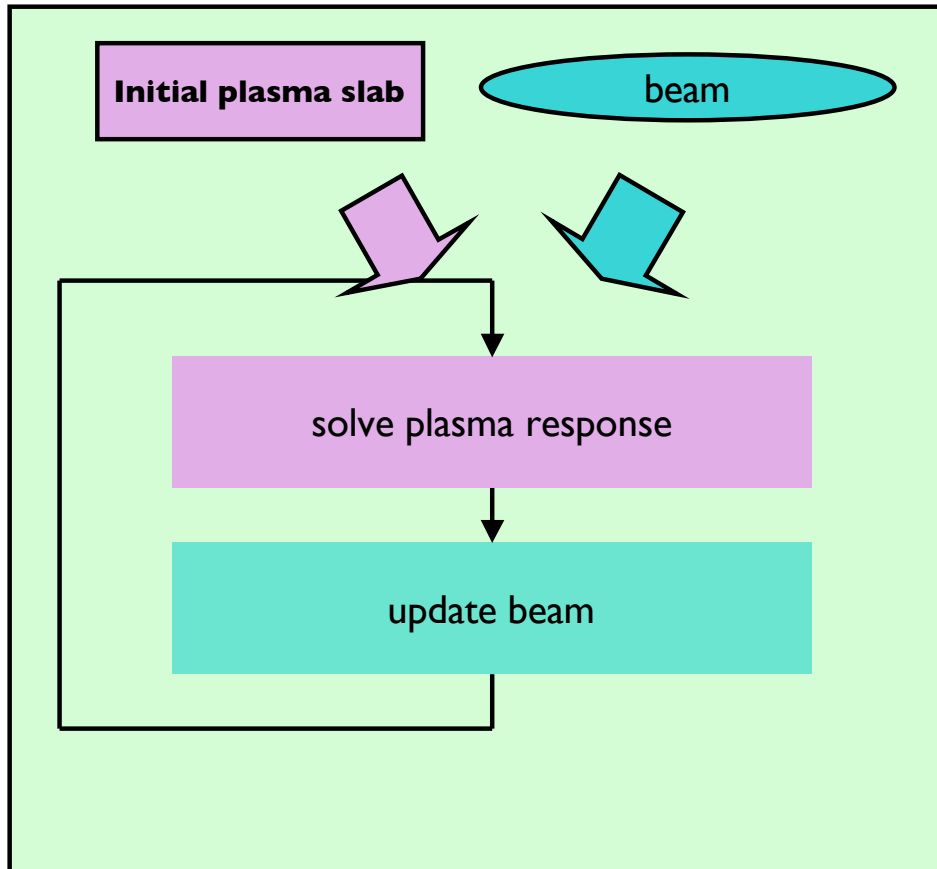 Initial plasma slab
beam
solve plasma response
update beam